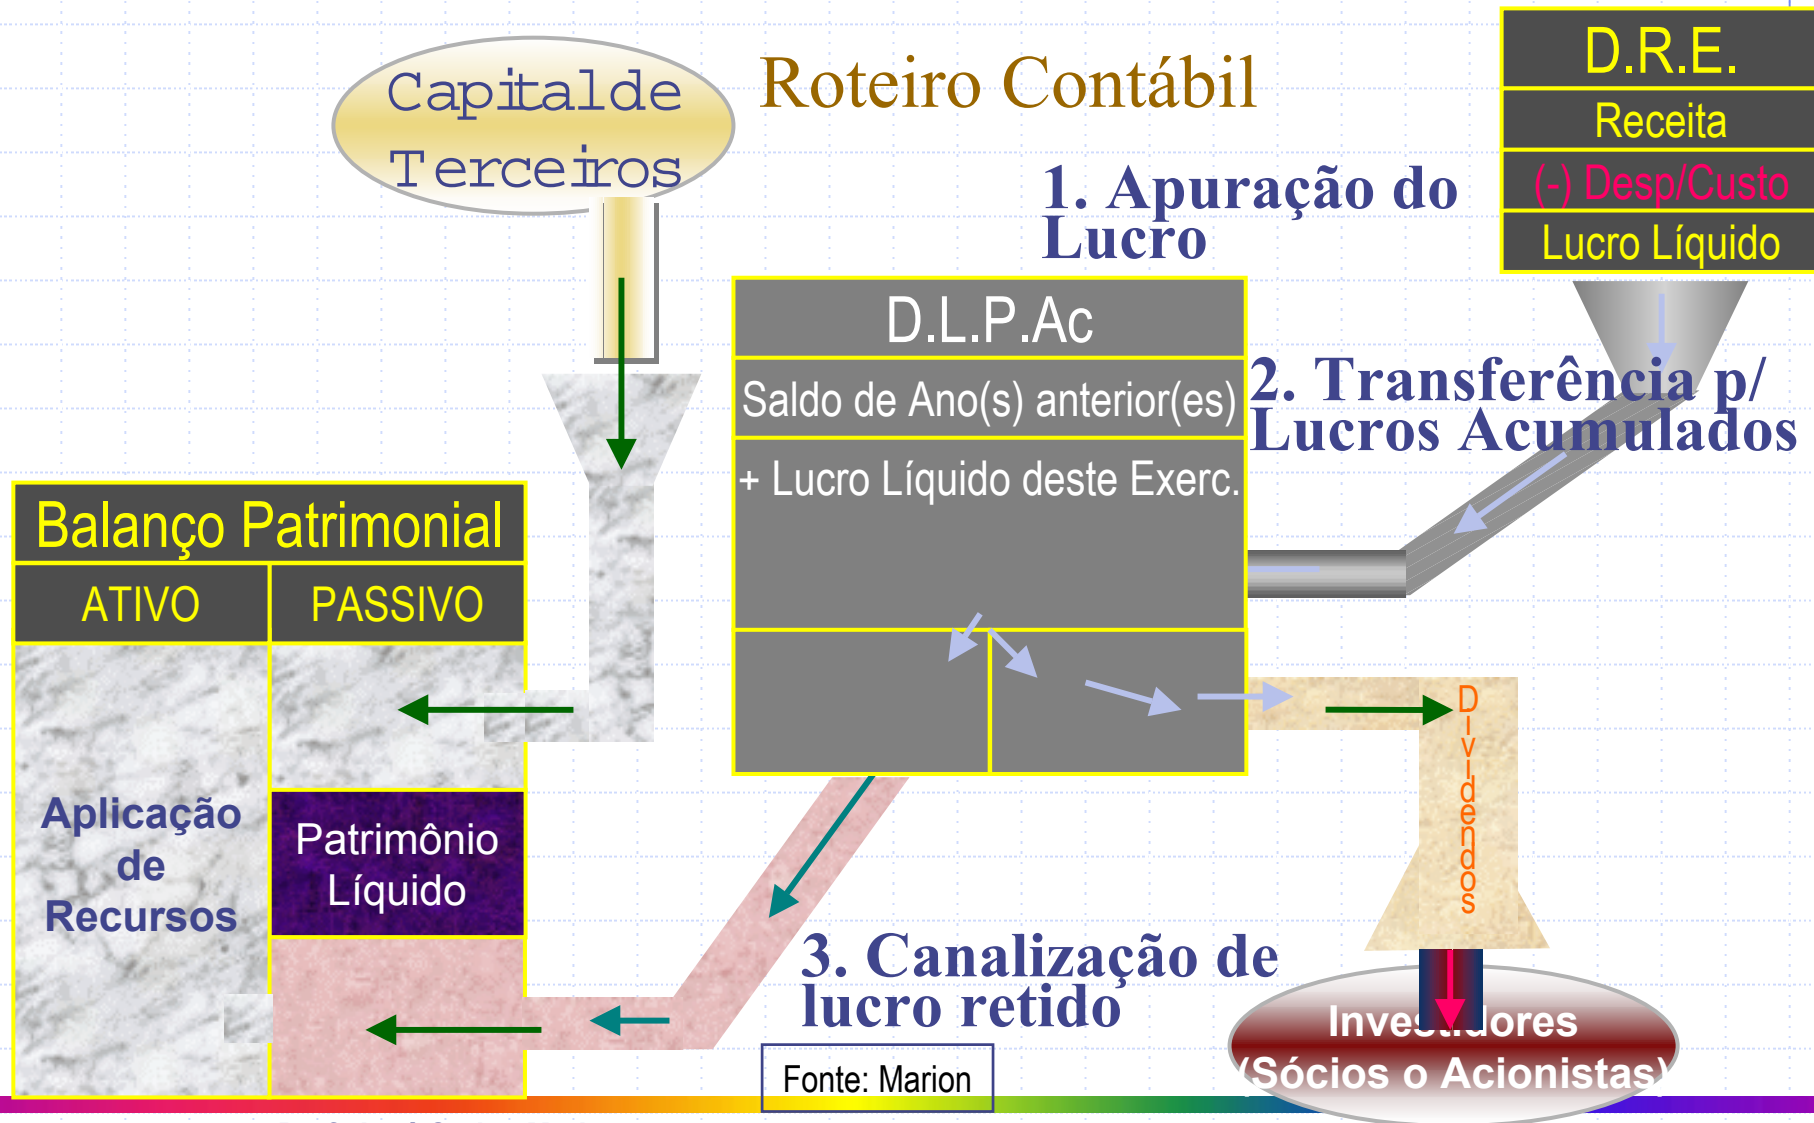 Roteiro Contábil
Capital de
Terceiros
D.R.E.
Receita
(-) Desp/Custo
Lucro Líquido
1. Apuração do
Lucro
D.L.P.Ac
Saldo de Ano(s) anterior(es)
+ Lucro Líquido deste Exerc.
2. Transferência p/
Lucros Acumulados
Balanço Patrimonial
ATIVO
PASSIVO
Aplicação
de
Recursos
Patrimônio
Líquido
Dividendos
3. Canalização de
lucro retido
Investidores
(Sócios o Acionistas)
Fonte: Marion